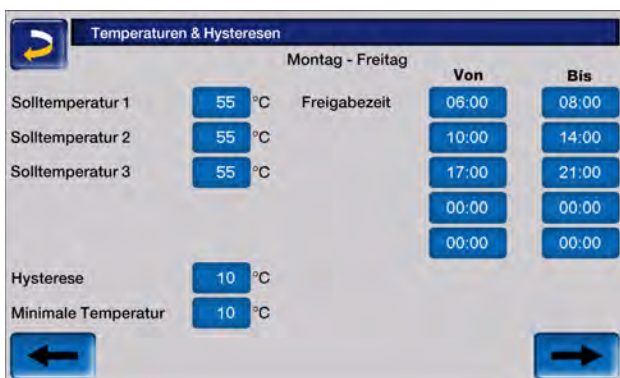 Temperaturen & Hysteresen
Montag - Freitag
Von Bis
Solltemperatur 1 55 °C Freigabezeit 06:00 08:00
Solltemperatur 2 55 °C 10:00 14:00
Solltemperatur 3 55 °C 17:00 21:00
00:00 00:00
00:00 00:00
Hysterese 10 °C
Minimale Temperatur 10 °C